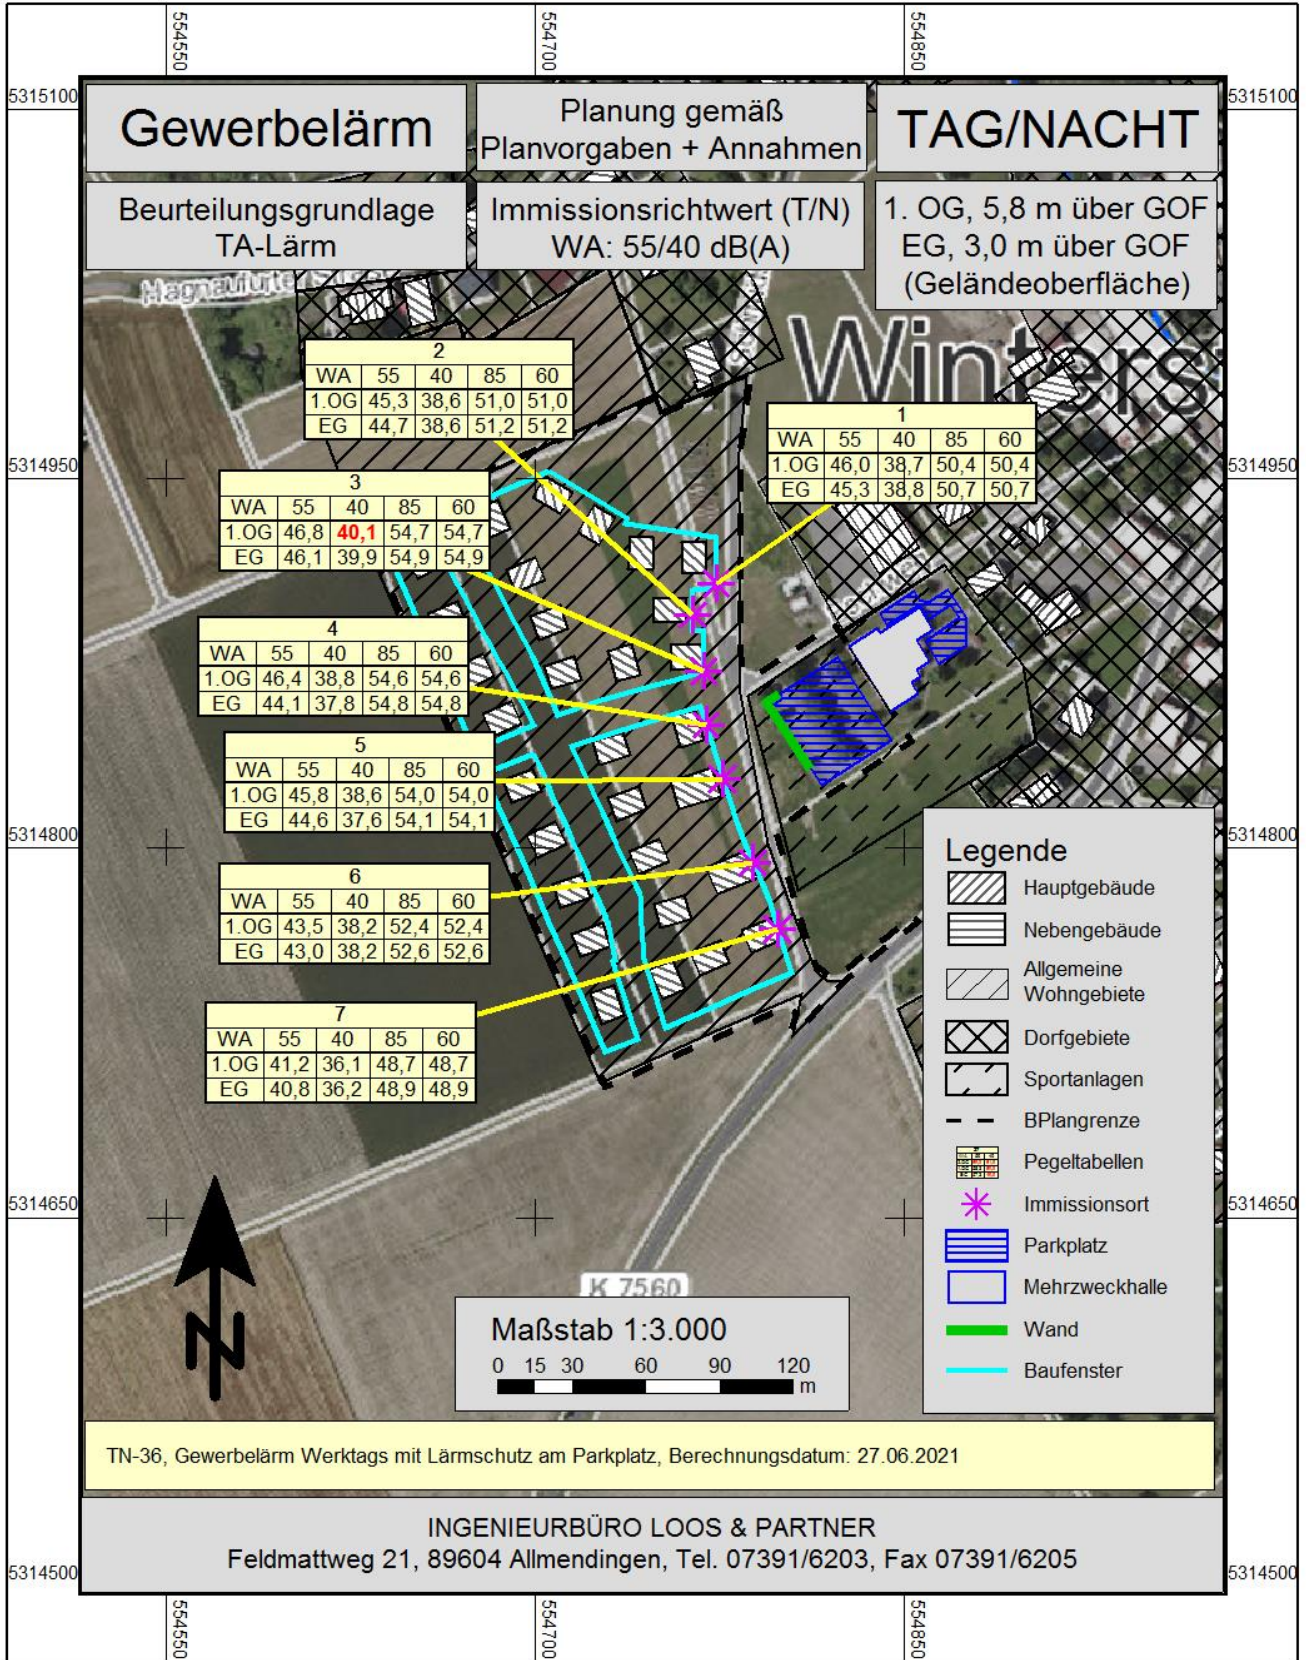 554550 554700 554850
5315100 5315100
Gewerbelärm
Planung gemäß
Planvorgaben + Annahmen
TAG/NACHT
Beurteilungsgrundlage
TA-Lärm
Immissionsrichtwert (T/N)
WA: 55/40 dB(A)
1. OG, 5,8 m über GOF
EG, 3,0 m über GOF
(Geländeoberfläche)
Winters
2
WA 55 40 85 60
1.OG 45,3 38,6 51,0 51,0
EG 44,7 38,6 51,2 51,2
1
WA 55 40 85 60
1.OG 46,0 38,7 50,4 50,4
EG 45,3 38,8 50,7 50,7
5314950 5314950
3
WA 55 40 85 60
1.OG 46,8 40,1 54,7 54,7
EG 46,1 39,9 54,9 54,9
4
WA 55 40 85 60
1.OG 46,4 38,8 54,6 54,6
EG 44,1 37,8 54,8 54,8
5
WA 55 40 85 60
1.OG 45,8 38,6 54,0 54,0
EG 44,6 37,6 54,1 54,1
5314800 5314800
6
WA 55 40 85 60
1.OG 43,5 38,2 52,4 52,4
EG 43,0 38,2 52,6 52,6
7
WA 55 40 85 60
1.OG 41,2 36,1 48,7 48,7
EG 40,8 36,2 48,9 48,9
Legende
Hauptgebäude
Nebengebäude
Allgemeine
Wohngebiete
Dorfgebiete
Sportanlagen
BPlangrenze
Pegeltabellen
Immissionsort
Parkplatz
Mehrzweckhalle
Wand
Baufenster
5314650 5314650
N
K 7560
Maßstab 1:3.000
0 15 30 60 90 120
m
TN-36, Gewerbelärm Werktags mit Lärmschutz am Parkplatz, Berechnungsdatum: 27.06.2021
INGENIEURBÜRO LOOS & PARTNER
Feldmattweg 21, 89604 Allmendingen, Tel. 07391/6203, Fax 07391/6205
5314500 5314500
554550 554700 554850